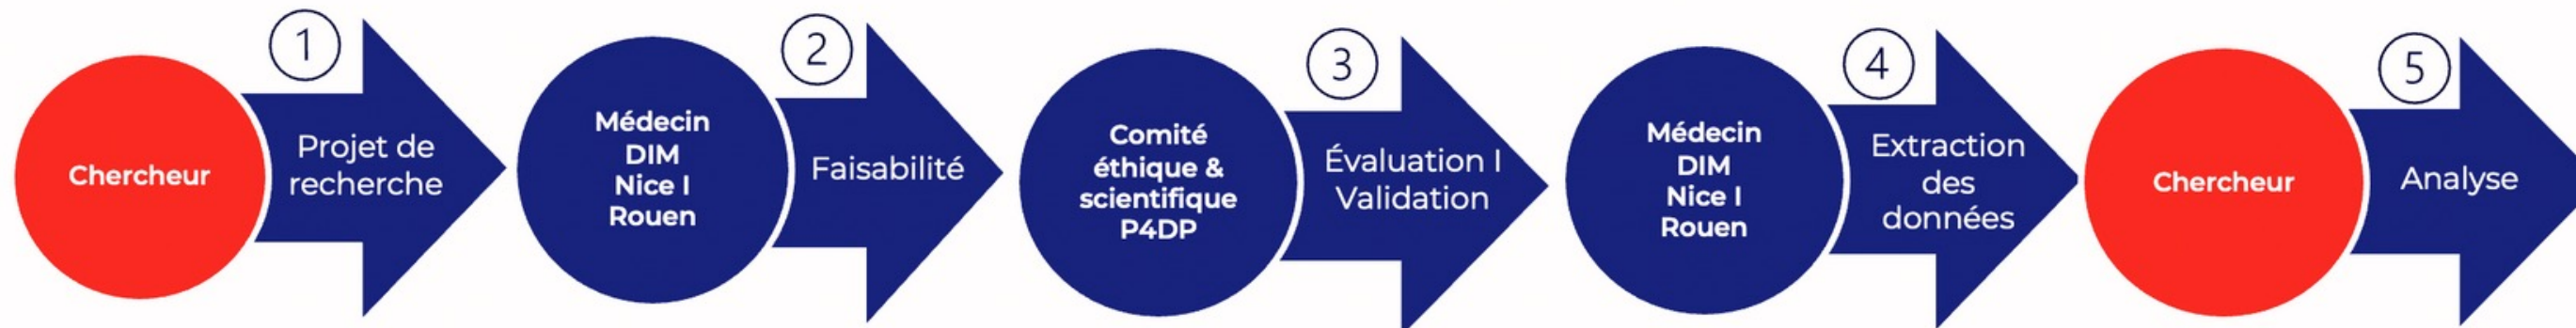 1
Chercheur
Projet de
recherche
2
Médecin
DIM
Nice I
Rouen
Faisabilité
3
Comité
éthique &
scientifique
P4DP
Évaluation I
Validation
4
Médecin
DIM
Nice I
Rouen
Extraction
des
données
5
Chercheur
Analyse